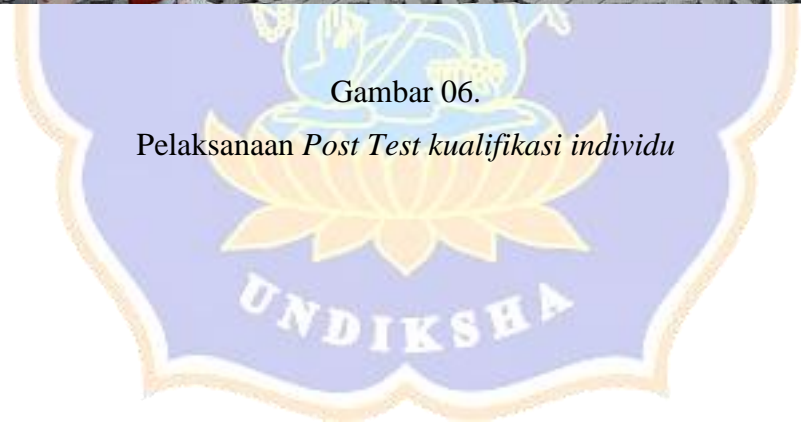 Gambar 06.
Pelaksanaan Post Test kualifikasi individu
UNDIKSHA